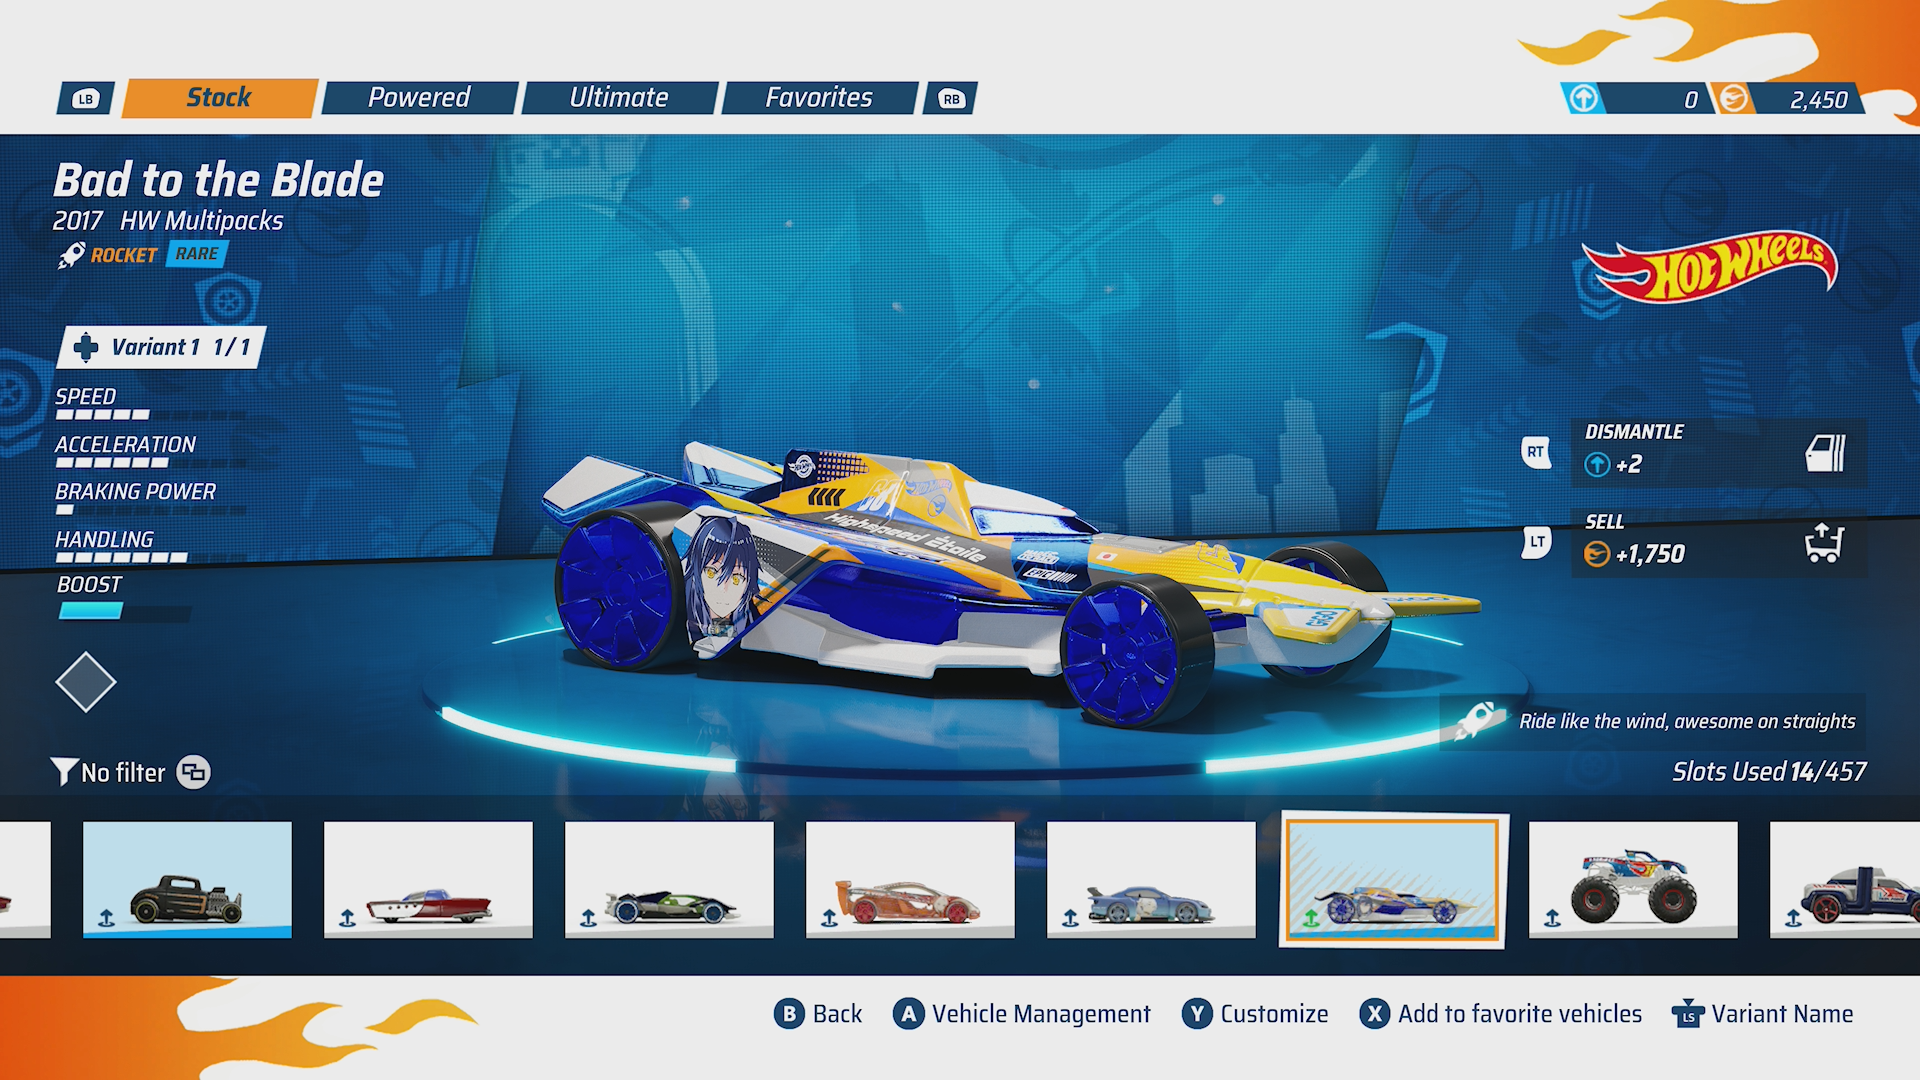 LB
Stock
Powered
Ultimate
Favorites
RB
0
2,450
Bad to the Blade
2017 HW Multipacks
ROCKET RARE
HOT WHEELS
Variant 1 1/1
SPEED
ACCELERATION
BRAKING POWER
HANDLING
BOOST
Highspeed Étoile
RT
DISMANTLE
+2
LT
SELL
+1,750
Ride like the wind, awesome on straights
No filter
Slots Used 14/457
B Back
A Vehicle Management
Y Customize
X Add to favorite vehicles
LS Variant Name